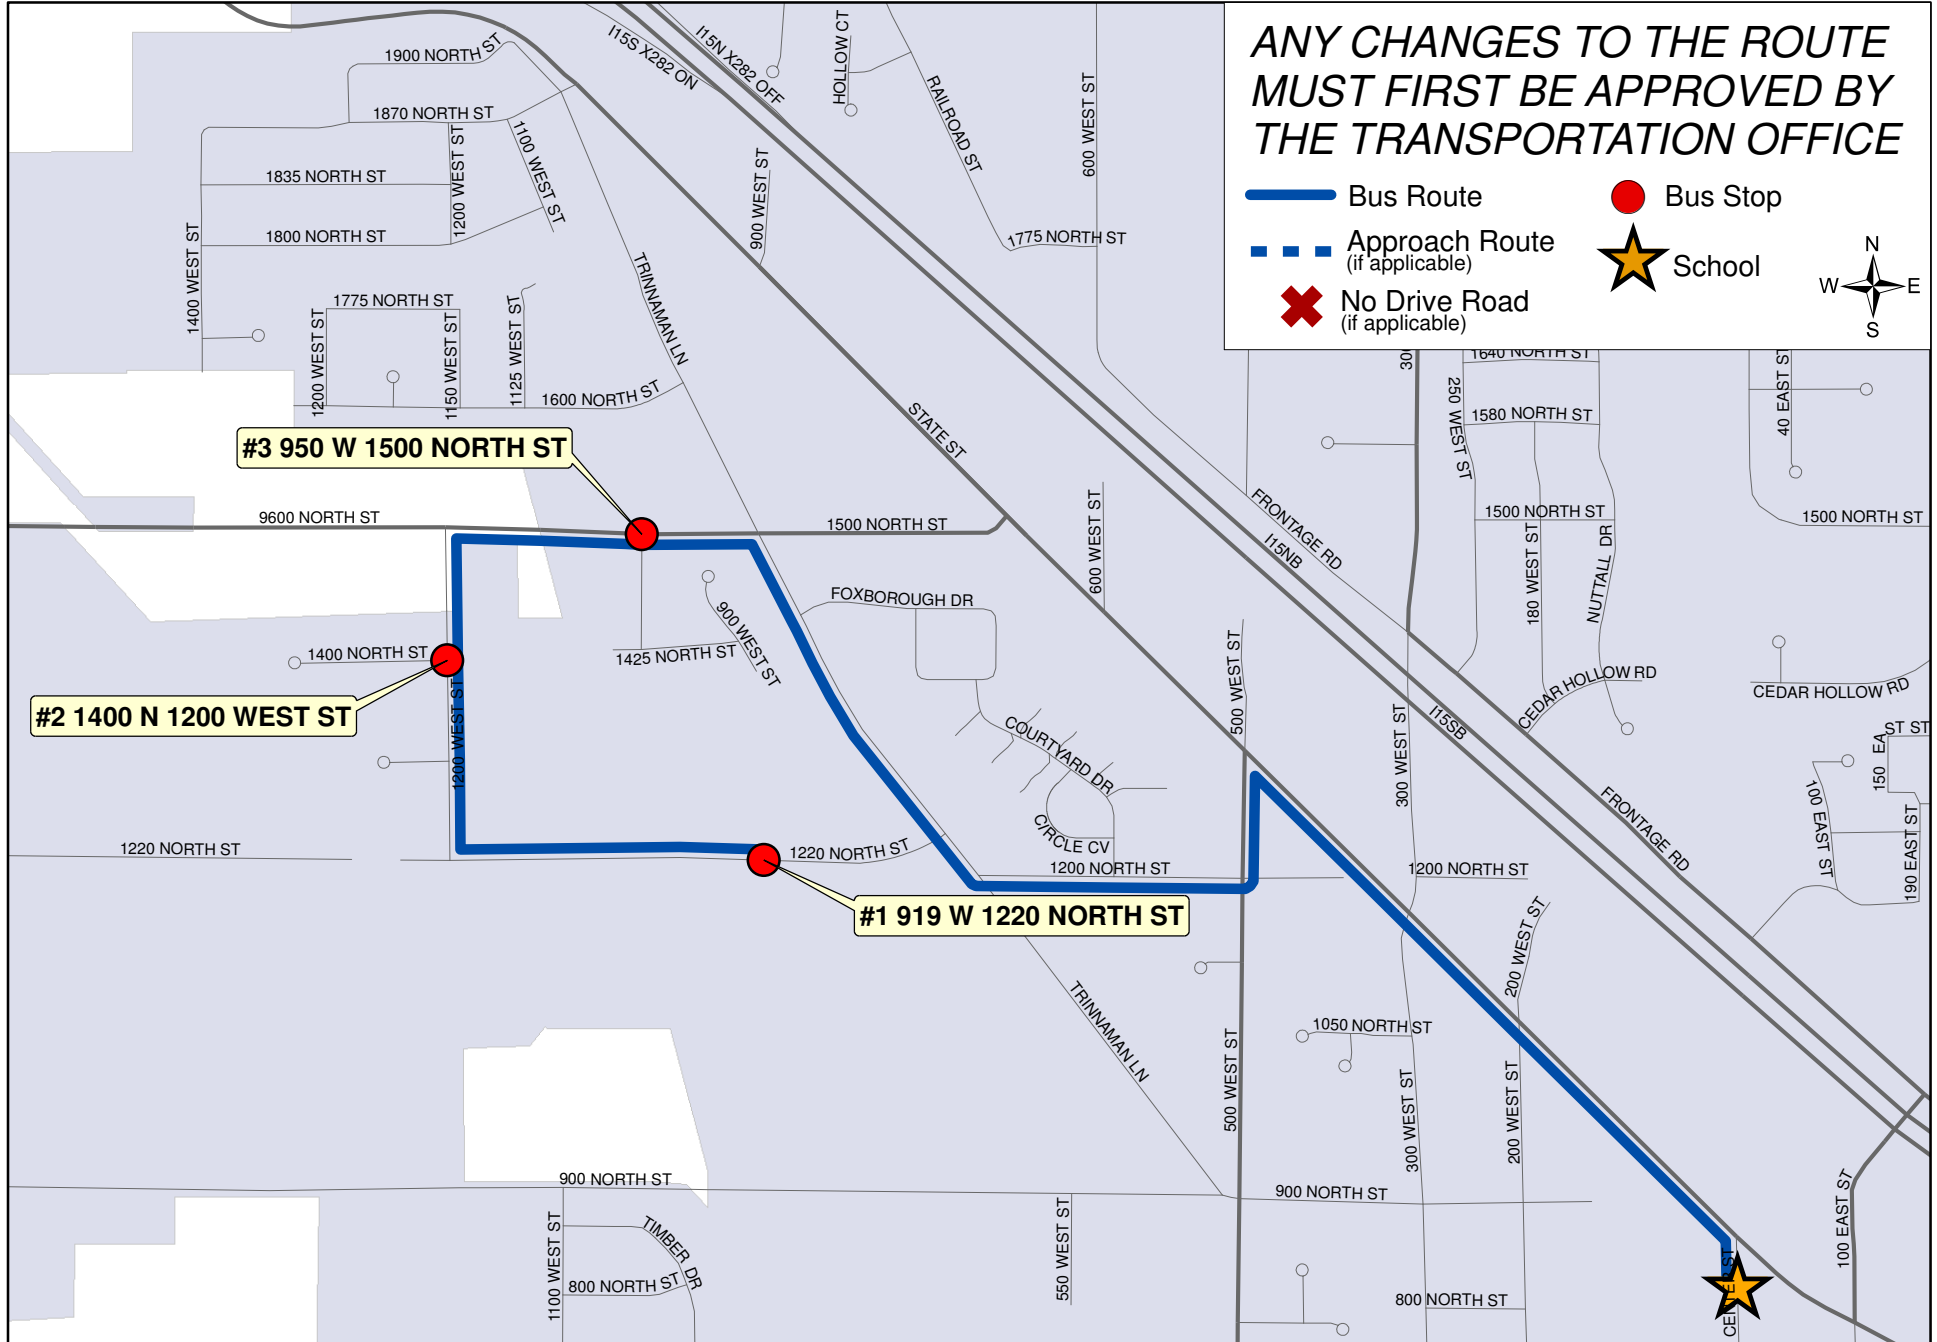 ANY CHANGES TO THE ROUTE
MUST FIRST BE APPROVED BY
THE TRANSPORTATION OFFICE
Bus Route
Bus Stop
Approach Route
(if applicable)
School
No Drive Road
(if applicable)
N
W
E
S
I15S X282 ON
I15N X282 OFF
HOLLOW CT
RAILROAD ST
600 WEST ST
1900 NORTH ST
1870 NORTH ST
1200 WEST ST
1100 WEST ST
1835 NORTH ST
1800 NORTH ST
1400 WEST ST
900 WEST ST
1775 NORTH ST
TRINNAMAN LN
1775 NORTH ST
1200 WEST ST
1150 WEST ST
1125 WEST ST
1600 NORTH ST
1640 NORTH ST
250 WEST ST
1580 NORTH ST
40 EAST ST
STATE ST
#3 950 W 1500 NORTH ST
9600 NORTH ST
1500 NORTH ST
600 WEST ST
FRONTAGE RD
I15NB
1500 NORTH ST
180 WEST ST
NUTTALL DR
1500 NORTH ST
FOXBOROUGH DR
900 WEST ST
1425 NORTH ST
1400 NORTH ST
#2 1400 N 1200 WEST ST
1200 WEST ST
500 WEST ST
COURTYARD DR
CIRCLE CV
300 WEST ST
I15SB
CEDAR HOLLOW RD
CEDAR HOLLOW RD
ST ST
150 EA
100 EAST ST
190 EAST ST
FRONTAGE RD
1220 NORTH ST
1220 NORTH ST
1200 NORTH ST
1200 NORTH ST
#1 919 W 1220 NORTH ST
200 WEST ST
TRINNAMAN LN
500 WEST ST
1050 NORTH ST
300 WEST ST
200 WEST ST
900 NORTH ST
900 NORTH ST
1100 WEST ST
TIMBER DR
800 NORTH ST
550 WEST ST
800 NORTH ST
100 EAST ST